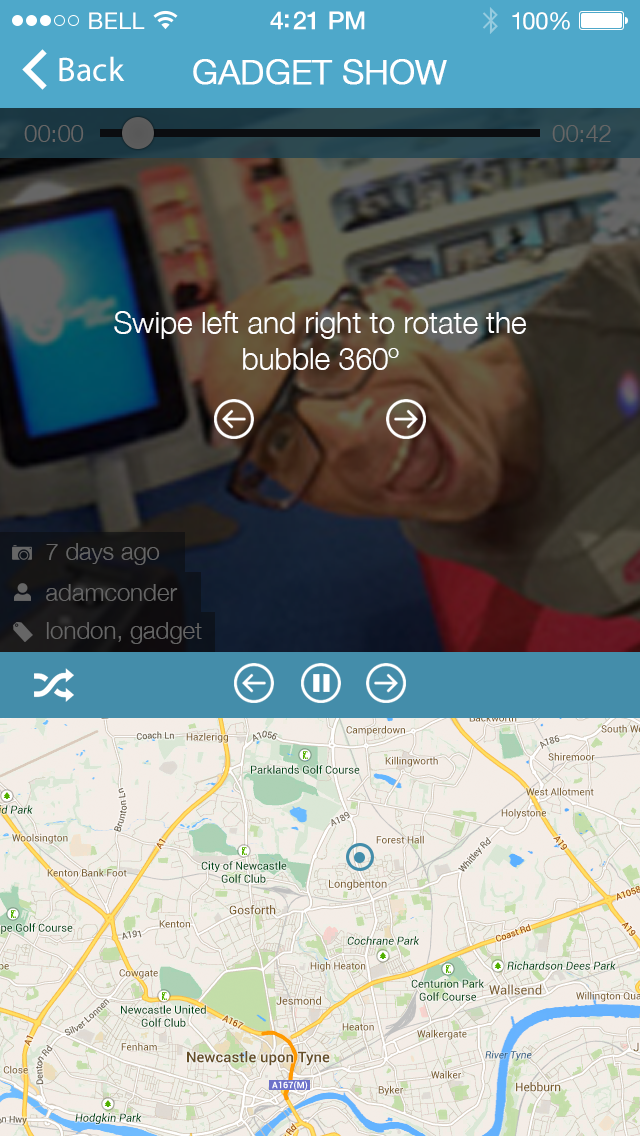 BELL 4:21 PM 100%
Back GADGET SHOW
00:00 00:42
Swipe left and right to rotate the
bubble 360º
7 days ago
adamconder
london, gadget
Camperdown
Backworth
South We
Coach Ln Hazlerigg A1056
A186
Shiremoor
Killingworth
Parklands Golf Course
West Allotment
id Park
Brunton Ln
A189
Holystone
Woolsington
A1
Forest Hall
A19
Whitley Rd
City of Newcastle
Golf Club
Kenton Bank Foot
Longbenton
A1058
Gosforth
pe Golf Course
Kenton
A191
Coast Rd
A19
Cochrane Park
High Heaton
Richardson Dees Park
Cowgate
Centurion Park
Golf Course
Wallsend
Jesmond
Willington Qua
Newcastle United
Golf Club
Silver Lonnen
A167
Heaton
Walkergate
Fenham
Newcastle upon Tyne
River Tyne
Close
Denton Rd
Walker
A167(M)
Byker
Hebburn
Hodgkin Park